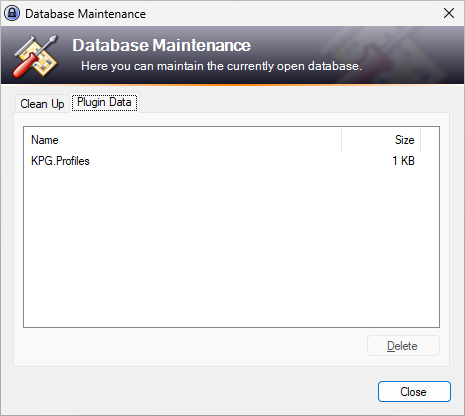 Database Maintenance
Database Maintenance
Here you can maintain the currently open database.
Clean Up Plugin Data
Name Size
KPG.Profiles 1 KB
Delete
Close